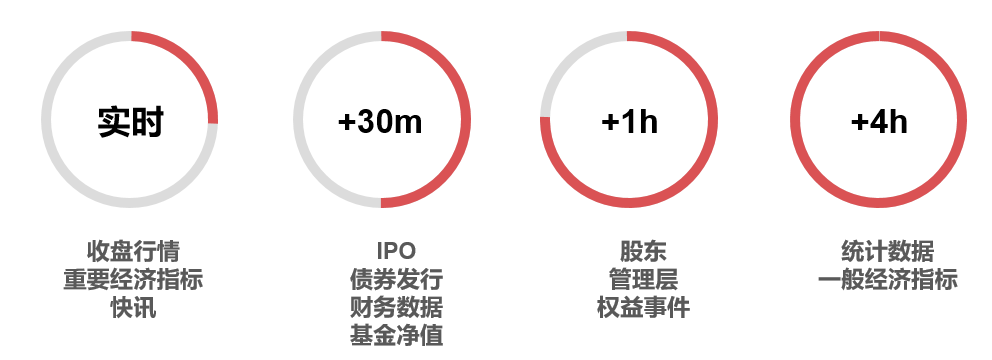 实时
+30m
+1h
+4h
收盘行情
重要经济指标
快讯
IPO
债券发行
财务数据
基金净值
股东
管理层
权益事件
统计数据
一般经济指标